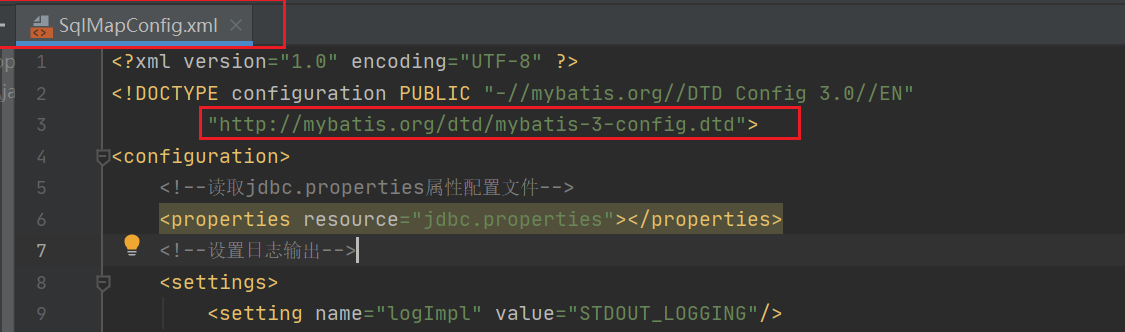 SqlMapConfig.xml
1 <?xml version="1.0" encoding="UTF-8" ?>
2 <!DOCTYPE configuration PUBLIC "-//mybatis.org//DTD Config 3.0//EN"
3 "http://mybatis.org/dtd/mybatis-3-config.dtd">
4 <configuration>
5 <!--读取jdbc.properties属性配置文件-->
6 <properties resource="jdbc.properties"></properties>
7 <!--设置日志输出-->
8 <settings>
9 <setting name="logImpl" value="STDOUT_LOGGING"/>